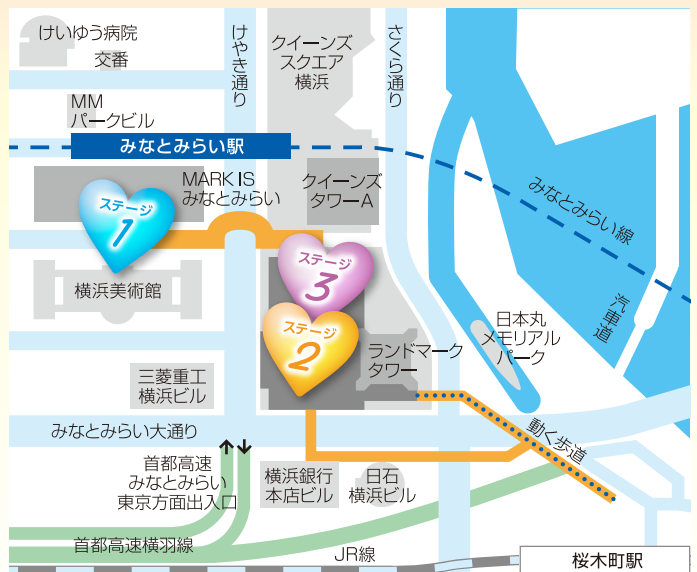 けいゆう病院
交番
けやき通り
クイーンズ
スクエア
横浜
さくら通り
MM
パークビル
みなとみらい駅
MARK IS
みなとみらい
クイーンズ
タワーA
みなとみらい線
ステージ
1
ステージ
3
ステージ
2
横浜美術館
汽車道
日本丸
メモリアル
パーク
ランドマーク
タワー
三菱重工
横浜ビル
みなとみらい大通り
動く歩道
首都高速
みなとみらい
東京方面出入口
横浜銀行
本店ビル
日石
横浜ビル
首都高速横羽線
JR線
桜木町駅